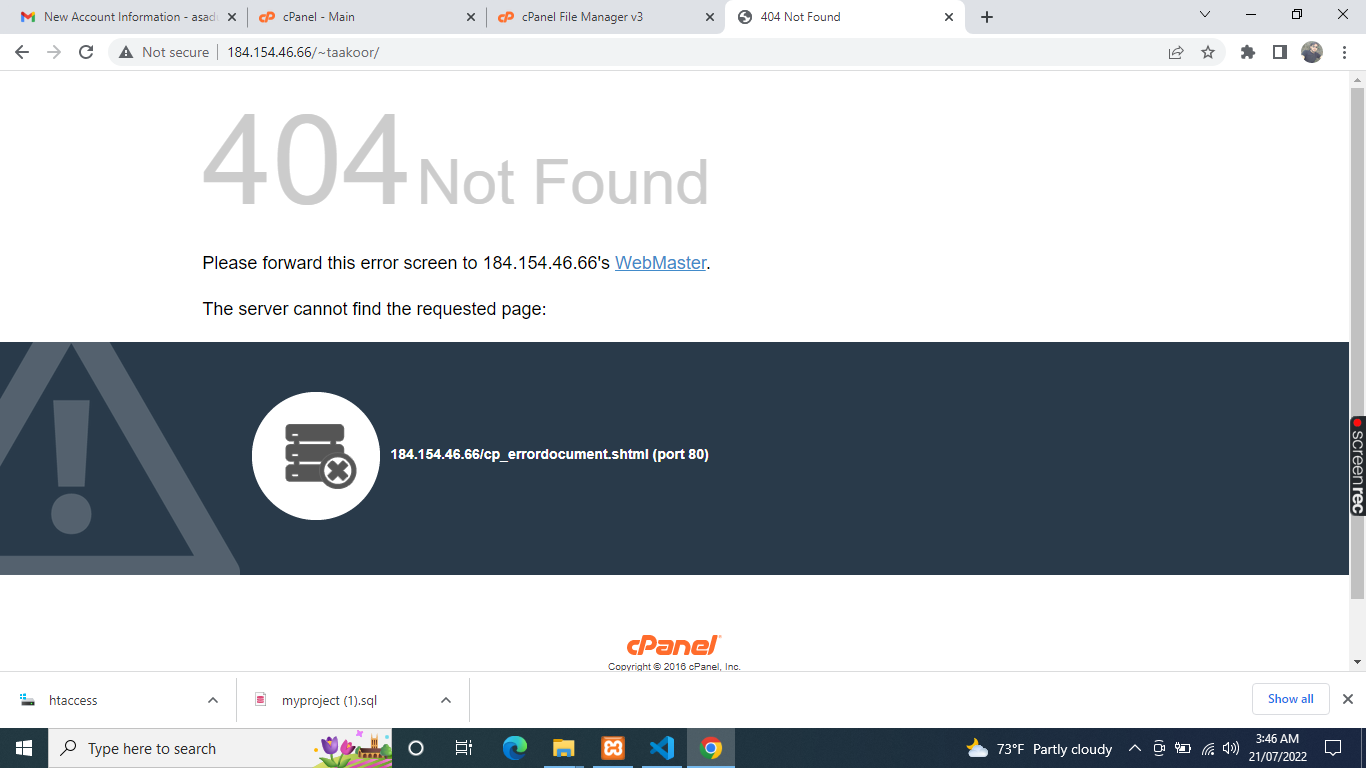 New Account Information - asad
cPanel - Main
cPanel File Manager v3
404 Not Found
Not secure
184.154.46.66/~taakoor/
404 Not Found
Please forward this error screen to 184.154.46.66's WebMaster.
The server cannot find the requested page:
184.154.46.66/cp_errordocument.shtml (port 80)
cPanel
Copyright © 2016 cPanel, Inc.
screenrec
htaccess
myproject (1).sql
Show all
Type here to search
73°F Partly cloudy
3:46 AM
21/07/2022